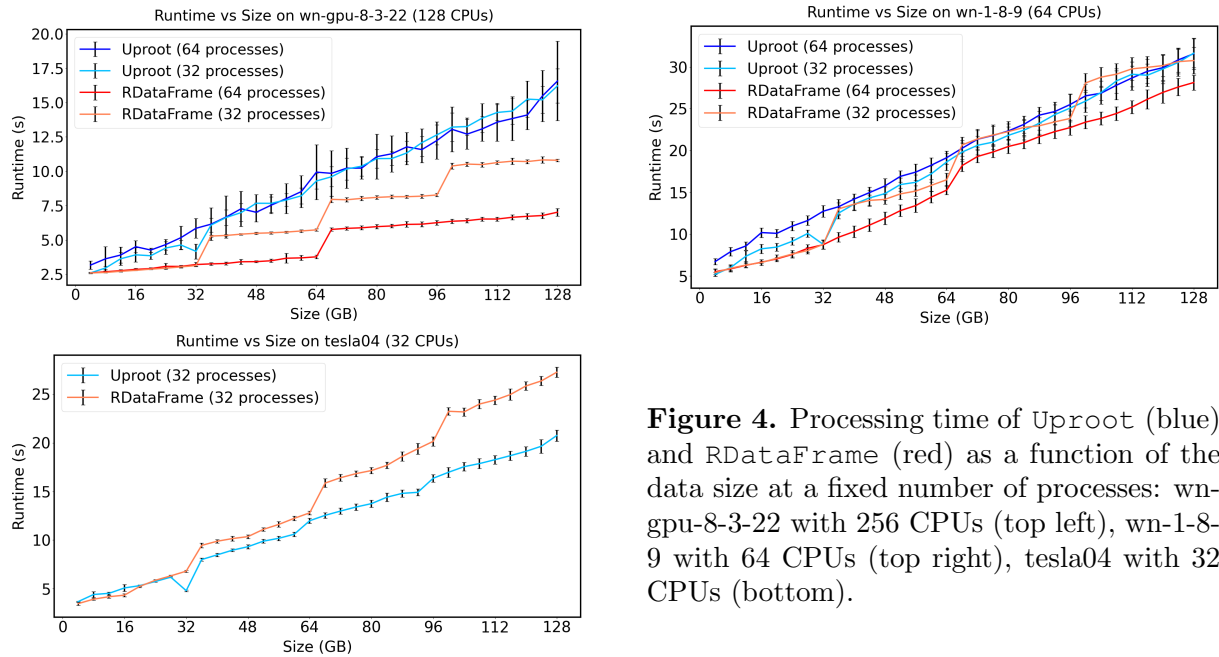 Runtime vs Size on wn-gpu-8-3-22 (128 CPUs)
Runtime (s)
20.0
17.5
15.0
12.5
10.0
7.5
5.0
2.5
Uproot (64 processes)
Uproot (32 processes)
RDataFrame (64 processes)
RDataFrame (32 processes)
0 16 32 48 64 80 96 112 128
Size (GB)
Runtime vs Size on wn-1-8-9 (64 CPUs)
Runtime (s)
30
25
20
15
10
5
Uproot (64 processes)
Uproot (32 processes)
RDataFrame (64 processes)
RDataFrame (32 processes)
0 16 32 48 64 80 96 112 128
Size (GB)
Runtime vs Size on tesla04 (32 CPUs)
Runtime (s)
25
20
15
10
5
Uproot (32 processes)
RDataFrame (32 processes)
0 16 32 48 64 80 96 112 128
Size (GB)
Figure 4. Processing time of Uproot (blue)
and RDataFrame (red) as a function of the
data size at a fixed number of processes: wn-
gpu-8-3-22 with 256 CPUs (top left), wn-1-8-
9 with 64 CPUs (top right), tesla04 with 32
CPUs (bottom).